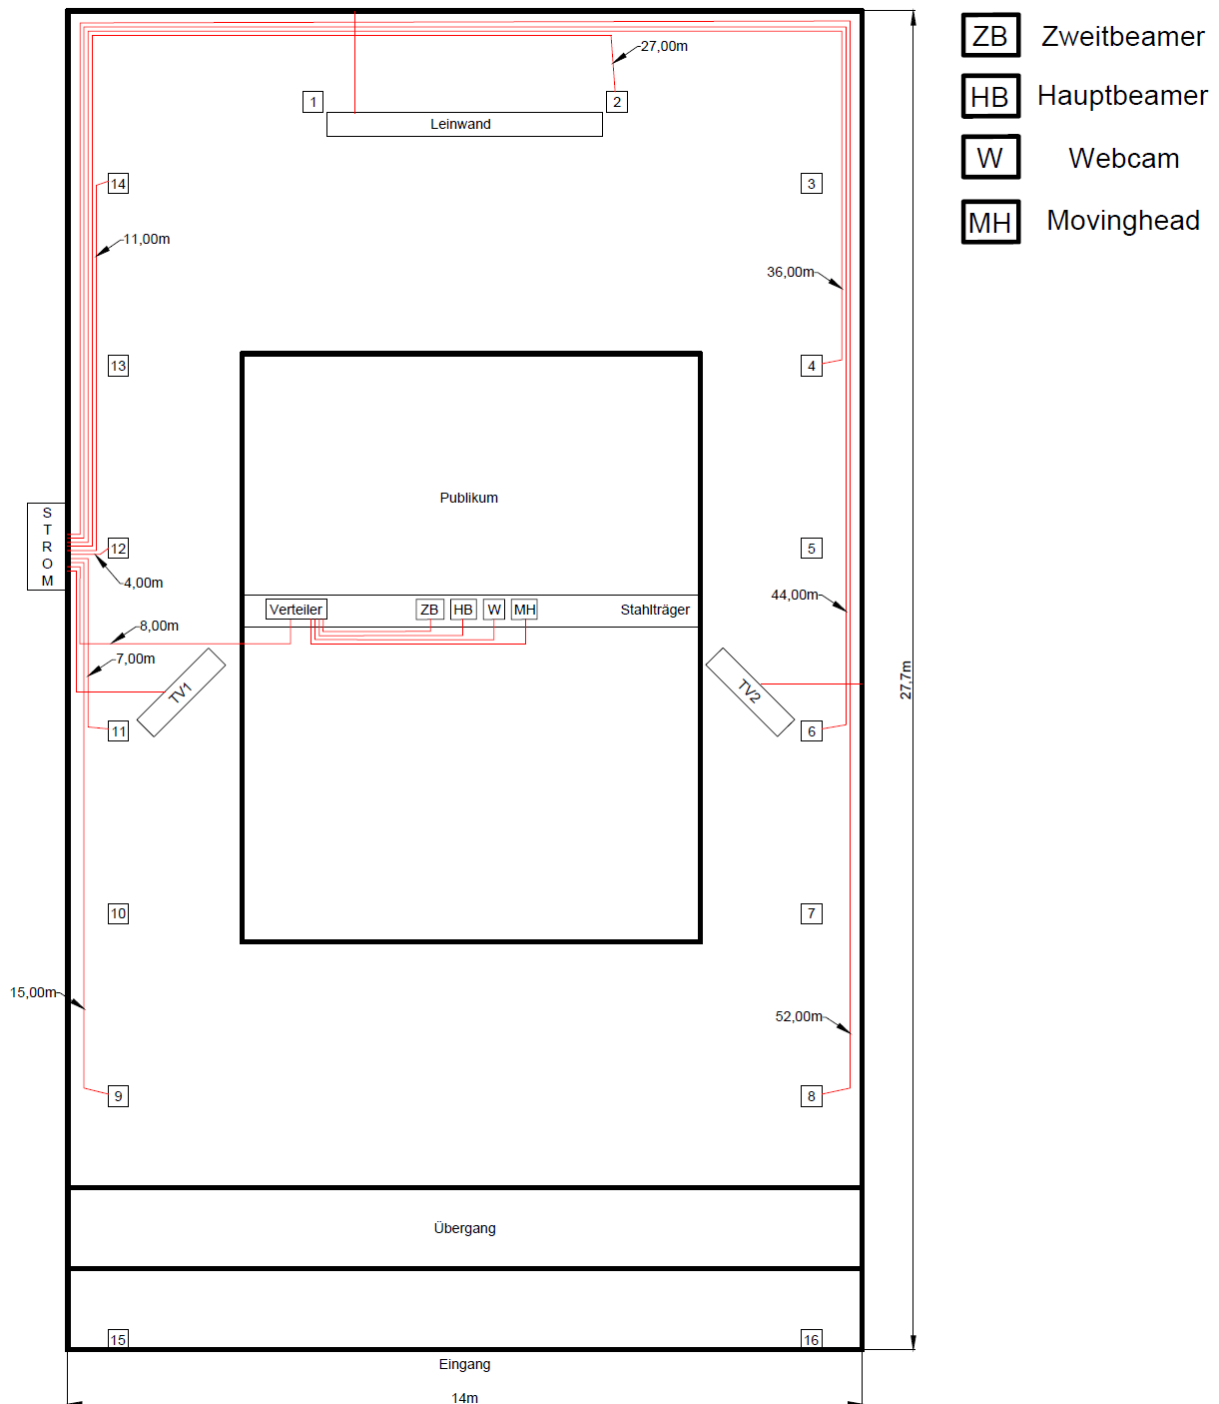 ZB Zweitbeamer
HB Hauptbeamer
W Webcam
MH Movinghead
27,00m
1
2
Leinwand
14
3
11,00m
36,00m
13
4
Publikum
S
T
R
O
M
12
5
4,00m
44,00m
Verteiler
ZB
HB
W
MH
Stahlträger
8,00m
7,00m
TV1
TV2
27,7m
11
6
10
7
15,00m
52,00m
9
8
Übergang
15
16
Eingang
14m